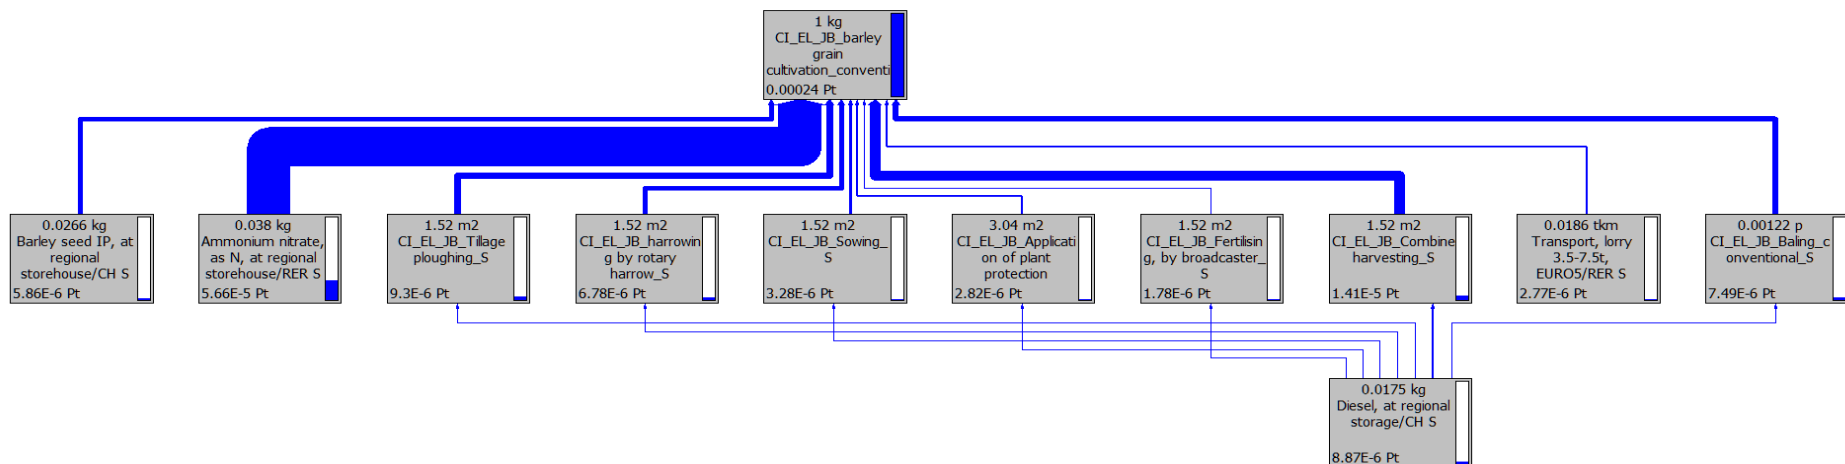 1 kg
CI_EL_JB_barley
grain
cultivation_conventi
0.00024 Pt
0.0266 kg
Barley seed IP, at
regional
storehouse/CH S
5.86E-6 Pt
0.038 kg
Ammonium nitrate,
as N, at regional
storehouse/RER S
5.66E-5 Pt
1.52 m2
CI_EL_JB_Tillage
ploughing_S
9.3E-6 Pt
1.52 m2
CI_EL_JB_harrowin
g by rotary
harrow_S
6.78E-6 Pt
1.52 m2
CI_EL_JB_Sowing_
S
3.28E-6 Pt
3.04 m2
CI_EL_JB_Applicati
on of plant
protection
2.82E-6 Pt
1.52 m2
CI_EL_JB_Fertilisin
g, by broadcaster_
S
1.78E-6 Pt
1.52 m2
CI_EL_JB_Combine
harvesting_S
1.41E-5 Pt
0.0186 tkm
Transport, lorry
3.5-7.5t,
EURO5/RER S
2.77E-6 Pt
0.00122 p
CI_EL_JB_Baling_c
onventional_S
7.49E-6 Pt
0.0175 kg
Diesel, at regional
storage/CH S
8.87E-6 Pt